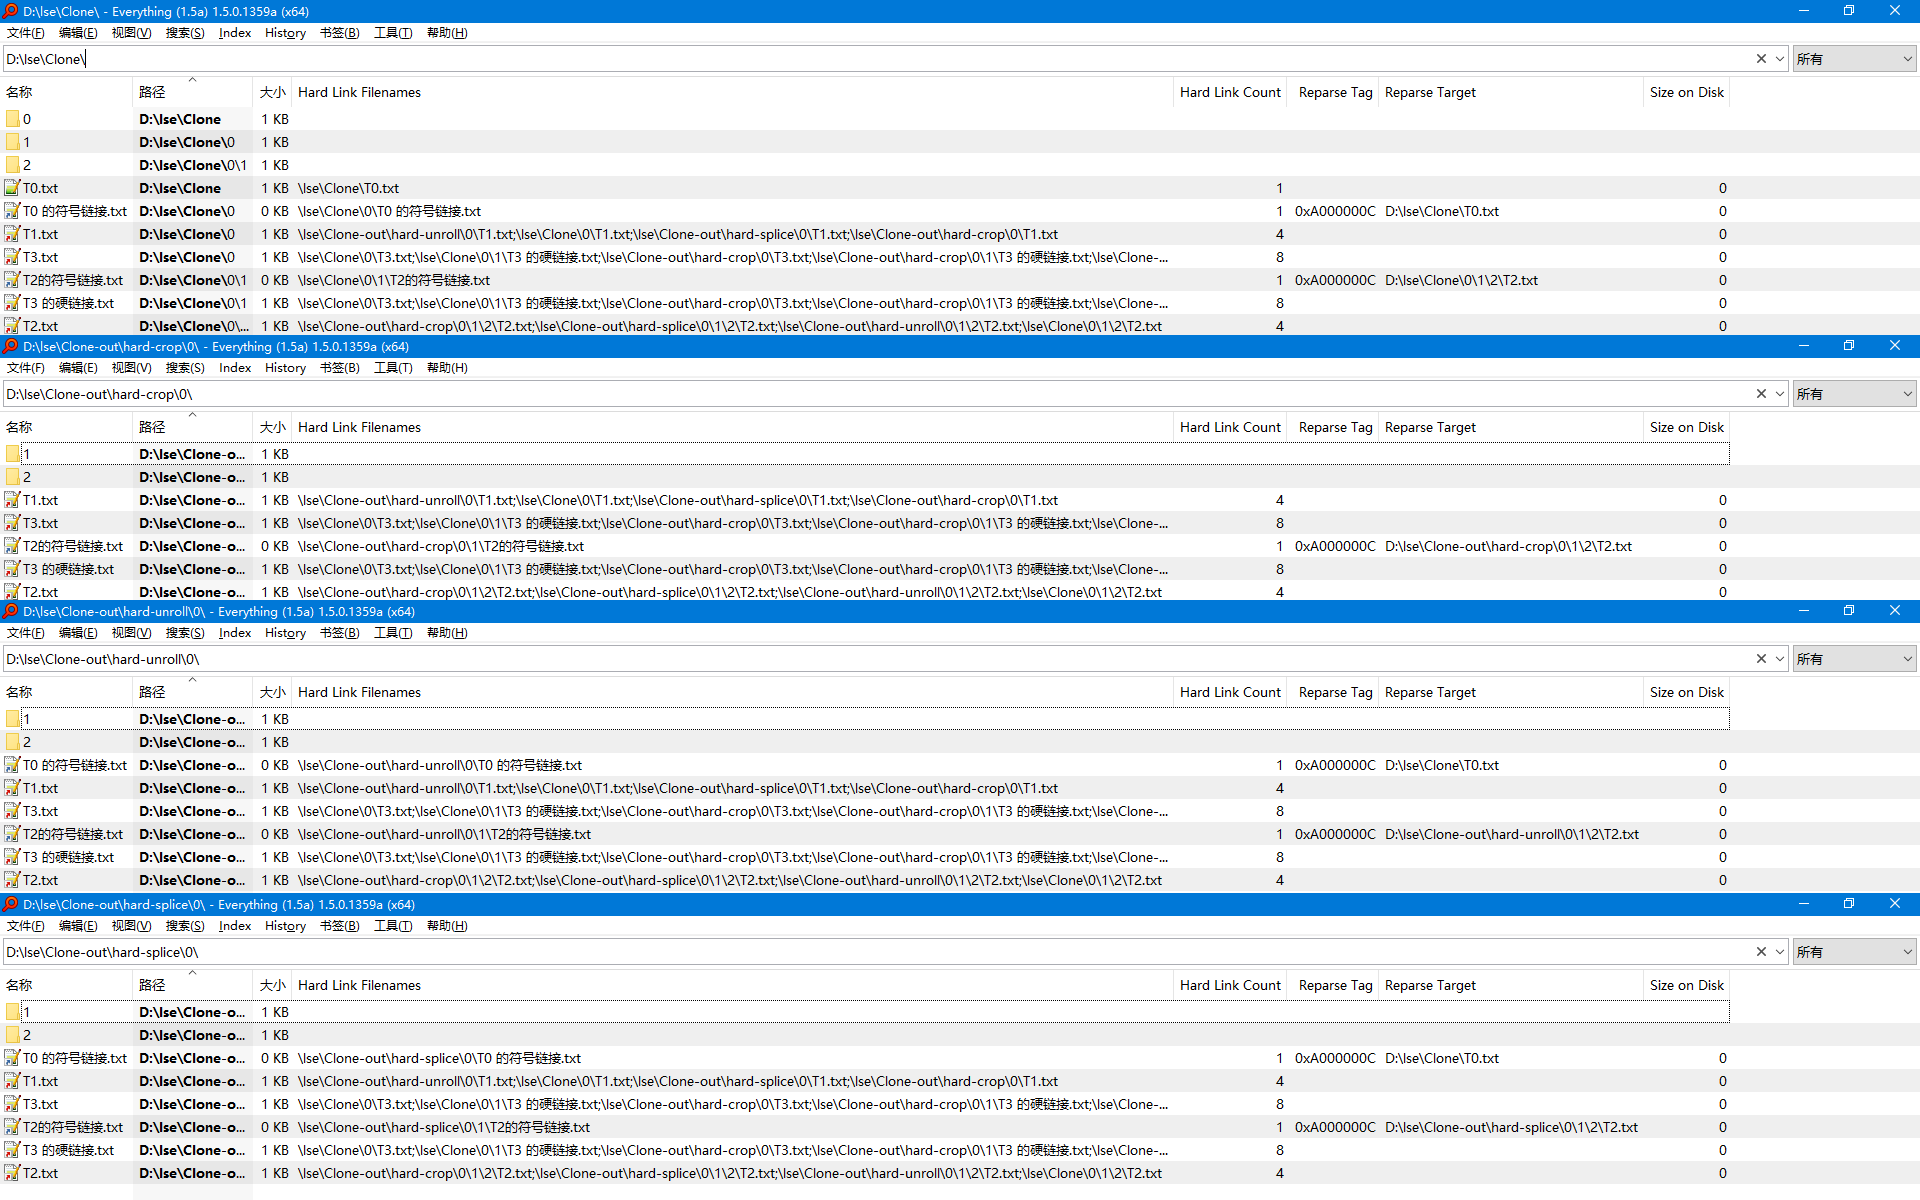 D:\lse\Clone\ - Everything (1.5a) 1.5.0.1359a (x64)
文件(F) 编辑(E) 视图(V) 搜索(S) Index History 书签(B) 工具(T) 帮助(H)
D:\lse\Clone\ 所有
名称 路径 大小 Hard Link Filenames Hard Link Count Reparse Tag Reparse Target Size on Disk
0 D:\lse\Clone 1 KB
1 D:\lse\Clone\0 1 KB
2 D:\lse\Clone\0\1 1 KB
T0.txt D:\lse\Clone 1 KB \lse\Clone\T0.txt 1 0
T0 的符号链接.txt D:\lse\Clone\0 0 KB \lse\Clone\0\T0 的符号链接.txt 1 0xA000000C D:\lse\Clone\T0.txt 0
T1.txt D:\lse\Clone\0 1 KB \lse\Clone-out\hard-unroll\0\T1.txt;\lse\Clone\0\T1.txt;\lse\Clone-out\hard-splice\0\T1.txt;\lse\Clone-out\hard-crop\0\T1.txt 4 0
T3.txt D:\lse\Clone\0 1 KB \lse\Clone\0\T3.txt;\lse\Clone\0\1\T3 的硬链接.txt;\lse\Clone-out\hard-crop\0\T3.txt;\lse\Clone-out\hard-crop\0\1\T3 的硬链接.txt;\lse\Clone-... 8 0
T2的符号链接.txt D:\lse\Clone\0\1 0 KB \lse\Clone\0\1\T2的符号链接.txt 1 0xA000000C D:\lse\Clone\0\1\2\T2.txt 0
T3 的硬链接.txt D:\lse\Clone\0\1 1 KB \lse\Clone\0\T3.txt;\lse\Clone\0\1\T3 的硬链接.txt;\lse\Clone-out\hard-crop\0\T3.txt;\lse\Clone-out\hard-crop\0\1\T3 的硬链接.txt;\lse\Clone-... 8 0
T2.txt D:\lse\Clone\0\... 1 KB \lse\Clone-out\hard-crop\0\1\2\T2.txt;\lse\Clone-out\hard-splice\0\1\2\T2.txt;\lse\Clone-out\hard-unroll\0\1\2\T2.txt;\lse\Clone\0\1\2\T2.txt 4 0
D:\lse\Clone-out\hard-crop\0\ - Everything (1.5a) 1.5.0.1359a (x64)
文件(F) 编辑(E) 视图(V) 搜索(S) Index History 书签(B) 工具(T) 帮助(H)
D:\lse\Clone-out\hard-crop\0\ 所有
名称 路径 大小 Hard Link Filenames Hard Link Count Reparse Tag Reparse Target Size on Disk
1 D:\lse\Clone-o... 1 KB
2 D:\lse\Clone-o... 1 KB
T1.txt D:\lse\Clone-o... 1 KB \lse\Clone-out\hard-unroll\0\T1.txt;\lse\Clone\0\T1.txt;\lse\Clone-out\hard-splice\0\T1.txt;\lse\Clone-out\hard-crop\0\T1.txt 4 0
T3.txt D:\lse\Clone-o... 1 KB \lse\Clone\0\T3.txt;\lse\Clone\0\1\T3 的硬链接.txt;\lse\Clone-out\hard-crop\0\T3.txt;\lse\Clone-out\hard-crop\0\1\T3 的硬链接.txt;\lse\Clone-... 8 0
T2的符号链接.txt D:\lse\Clone-o... 0 KB \lse\Clone-out\hard-crop\0\1\T2的符号链接.txt 1 0xA000000C D:\lse\Clone-out\hard-crop\0\1\2\T2.txt 0
T3 的硬链接.txt D:\lse\Clone-o... 1 KB \lse\Clone\0\T3.txt;\lse\Clone\0\1\T3 的硬链接.txt;\lse\Clone-out\hard-crop\0\T3.txt;\lse\Clone-out\hard-crop\0\1\T3 的硬链接.txt;\lse\Clone-... 8 0
T2.txt D:\lse\Clone-o... 1 KB \lse\Clone-out\hard-crop\0\1\2\T2.txt;\lse\Clone-out\hard-splice\0\1\2\T2.txt;\lse\Clone-out\hard-unroll\0\1\2\T2.txt;\lse\Clone\0\1\2\T2.txt 4 0
D:\lse\Clone-out\hard-unroll\0\ - Everything (1.5a) 1.5.0.1359a (x64)
文件(F) 编辑(E) 视图(V) 搜索(S) Index History 书签(B) 工具(T) 帮助(H)
D:\lse\Clone-out\hard-unroll\0\ 所有
名称 路径 大小 Hard Link Filenames Hard Link Count Reparse Tag Reparse Target Size on Disk
1 D:\lse\Clone-o... 1 KB
2 D:\lse\Clone-o... 1 KB
T0 的符号链接.txt D:\lse\Clone-o... 0 KB \lse\Clone-out\hard-unroll\0\T0 的符号链接.txt 1 0xA000000C D:\lse\Clone\T0.txt 0
T1.txt D:\lse\Clone-o... 1 KB \lse\Clone-out\hard-unroll\0\T1.txt;\lse\Clone\0\T1.txt;\lse\Clone-out\hard-splice\0\T1.txt;\lse\Clone-out\hard-crop\0\T1.txt 4 0
T3.txt D:\lse\Clone-o... 1 KB \lse\Clone\0\T3.txt;\lse\Clone\0\1\T3 的硬链接.txt;\lse\Clone-out\hard-crop\0\T3.txt;\lse\Clone-out\hard-crop\0\1\T3 的硬链接.txt;\lse\Clone-... 8 0
T2的符号链接.txt D:\lse\Clone-o... 0 KB \lse\Clone-out\hard-unroll\0\1\T2的符号链接.txt 1 0xA000000C D:\lse\Clone-out\hard-unroll\0\1\2\T2.txt 0
T3 的硬链接.txt D:\lse\Clone-o... 1 KB \lse\Clone\0\T3.txt;\lse\Clone\0\1\T3 的硬链接.txt;\lse\Clone-out\hard-crop\0\T3.txt;\lse\Clone-out\hard-crop\0\1\T3 的硬链接.txt;\lse\Clone-... 8 0
T2.txt D:\lse\Clone-o... 1 KB \lse\Clone-out\hard-crop\0\1\2\T2.txt;\lse\Clone-out\hard-splice\0\1\2\T2.txt;\lse\Clone-out\hard-unroll\0\1\2\T2.txt;\lse\Clone\0\1\2\T2.txt 4 0
D:\lse\Clone-out\hard-splice\0\ - Everything (1.5a) 1.5.0.1359a (x64)
文件(F) 编辑(E) 视图(V) 搜索(S) Index History 书签(B) 工具(T) 帮助(H)
D:\lse\Clone-out\hard-splice\0\ 所有
名称 路径 大小 Hard Link Filenames Hard Link Count Reparse Tag Reparse Target Size on Disk
1 D:\lse\Clone-o... 1 KB
2 D:\lse\Clone-o... 1 KB
T0 的符号链接.txt D:\lse\Clone-o... 0 KB \lse\Clone-out\hard-splice\0\T0 的符号链接.txt 1 0xA000000C D:\lse\Clone\T0.txt 0
T1.txt D:\lse\Clone-o... 1 KB \lse\Clone-out\hard-unroll\0\T1.txt;\lse\Clone\0\T1.txt;\lse\Clone-out\hard-splice\0\T1.txt;\lse\Clone-out\hard-crop\0\T1.txt 4 0
T3.txt D:\lse\Clone-o... 1 KB \lse\Clone\0\T3.txt;\lse\Clone\0\1\T3 的硬链接.txt;\lse\Clone-out\hard-crop\0\T3.txt;\lse\Clone-out\hard-crop\0\1\T3 的硬链接.txt;\lse\Clone-... 8 0
T2的符号链接.txt D:\lse\Clone-o... 0 KB \lse\Clone-out\hard-splice\0\1\T2的符号链接.txt 1 0xA000000C D:\lse\Clone-out\hard-splice\0\1\2\T2.txt 0
T3 的硬链接.txt D:\lse\Clone-o... 1 KB \lse\Clone\0\T3.txt;\lse\Clone\0\1\T3 的硬链接.txt;\lse\Clone-out\hard-crop\0\T3.txt;\lse\Clone-out\hard-crop\0\1\T3 的硬链接.txt;\lse\Clone-... 8 0
T2.txt D:\lse\Clone-o... 1 KB \lse\Clone-out\hard-crop\0\1\2\T2.txt;\lse\Clone-out\hard-splice\0\1\2\T2.txt;\lse\Clone-out\hard-unroll\0\1\2\T2.txt;\lse\Clone\0\1\2\T2.txt 4 0